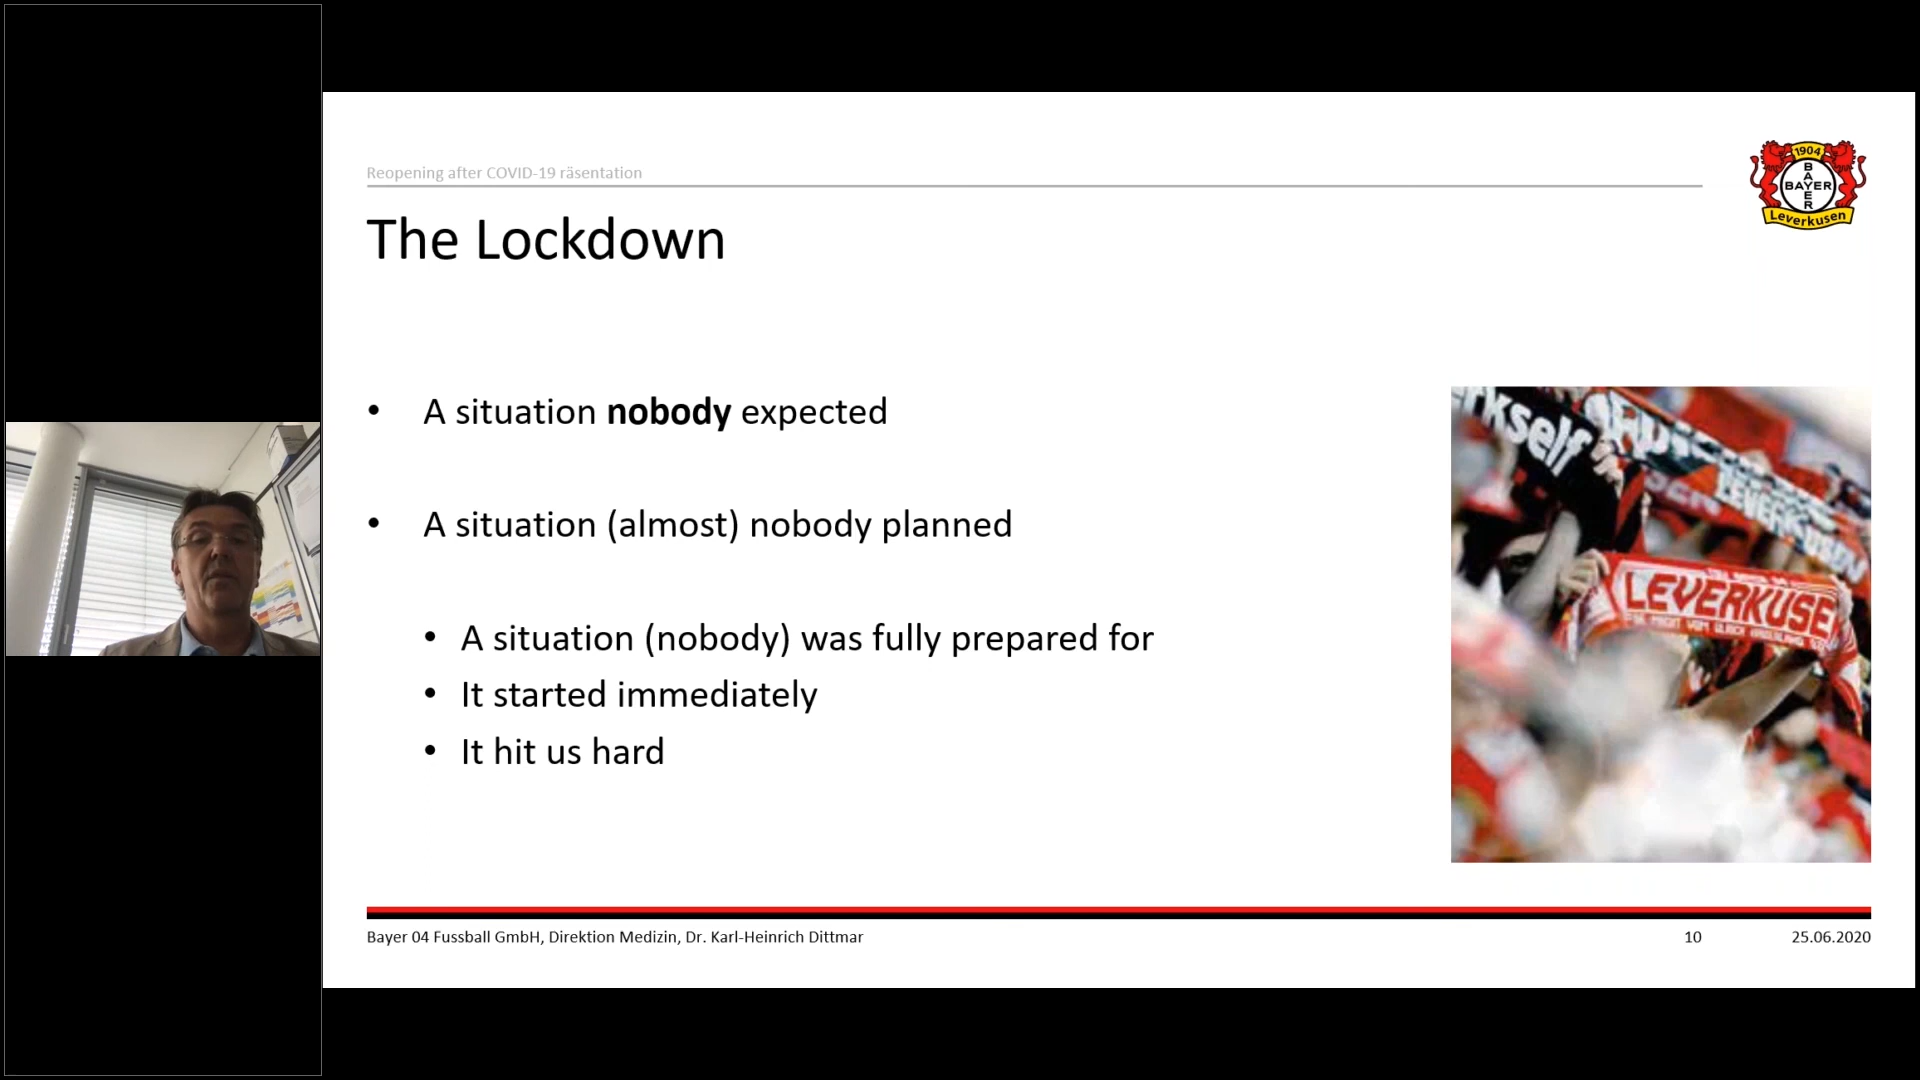 Reopening after COVID-19 räsentation
1904
BAYER
BAYER
Leverkusen
The Lockdown
• A situation nobody expected
• A situation (almost) nobody planned
• A situation (nobody) was fully prepared for
• It started immediately
• It hit us hard
rkself
LEVERKUSE
Bayer 04 Fussball GmbH, Direktion Medizin, Dr. Karl-Heinrich Dittmar
10
25.06.2020